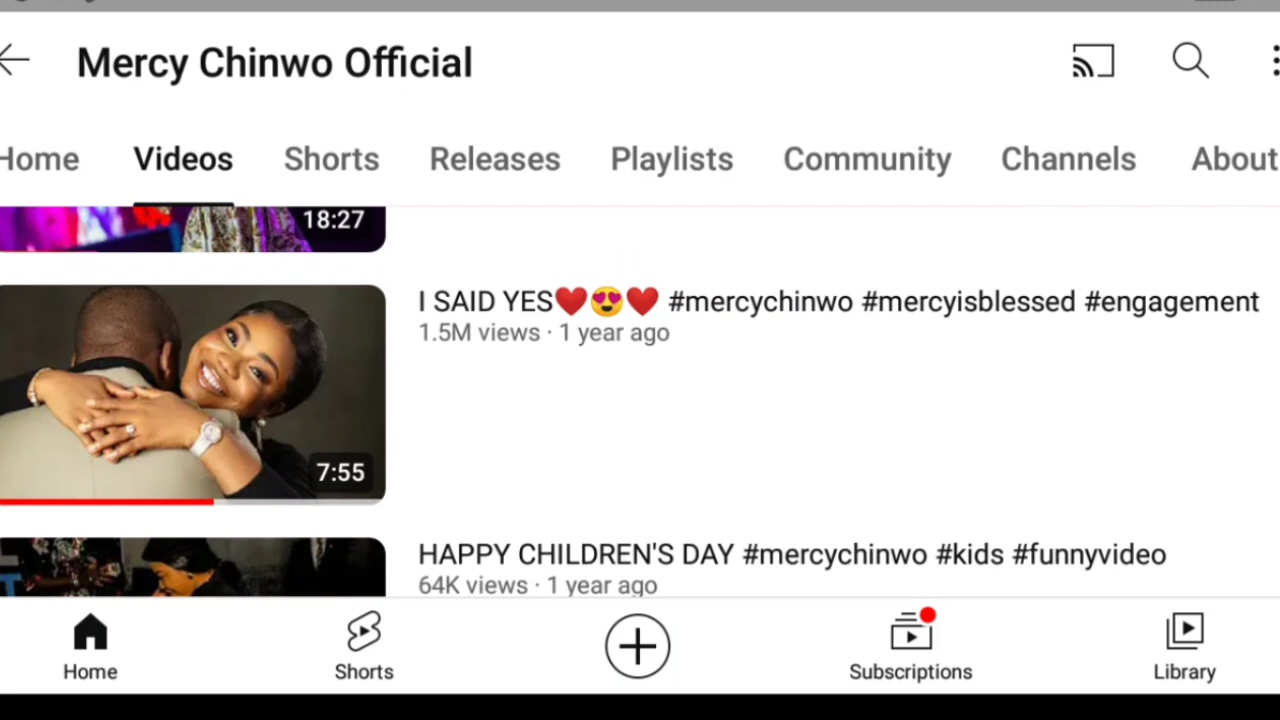 Mercy Chinwo Official
Home Videos Shorts Releases Playlists Community Channels About
18:27
I SAID YES❤️😍❤️ #mercychinwo #mercyisblessed #engagement
1.5M views · 1 year ago
7:55
HAPPY CHILDREN'S DAY #mercychinwo #kids #funnyvideo
64K views · 1 year ago
Home Shorts Subscriptions Library